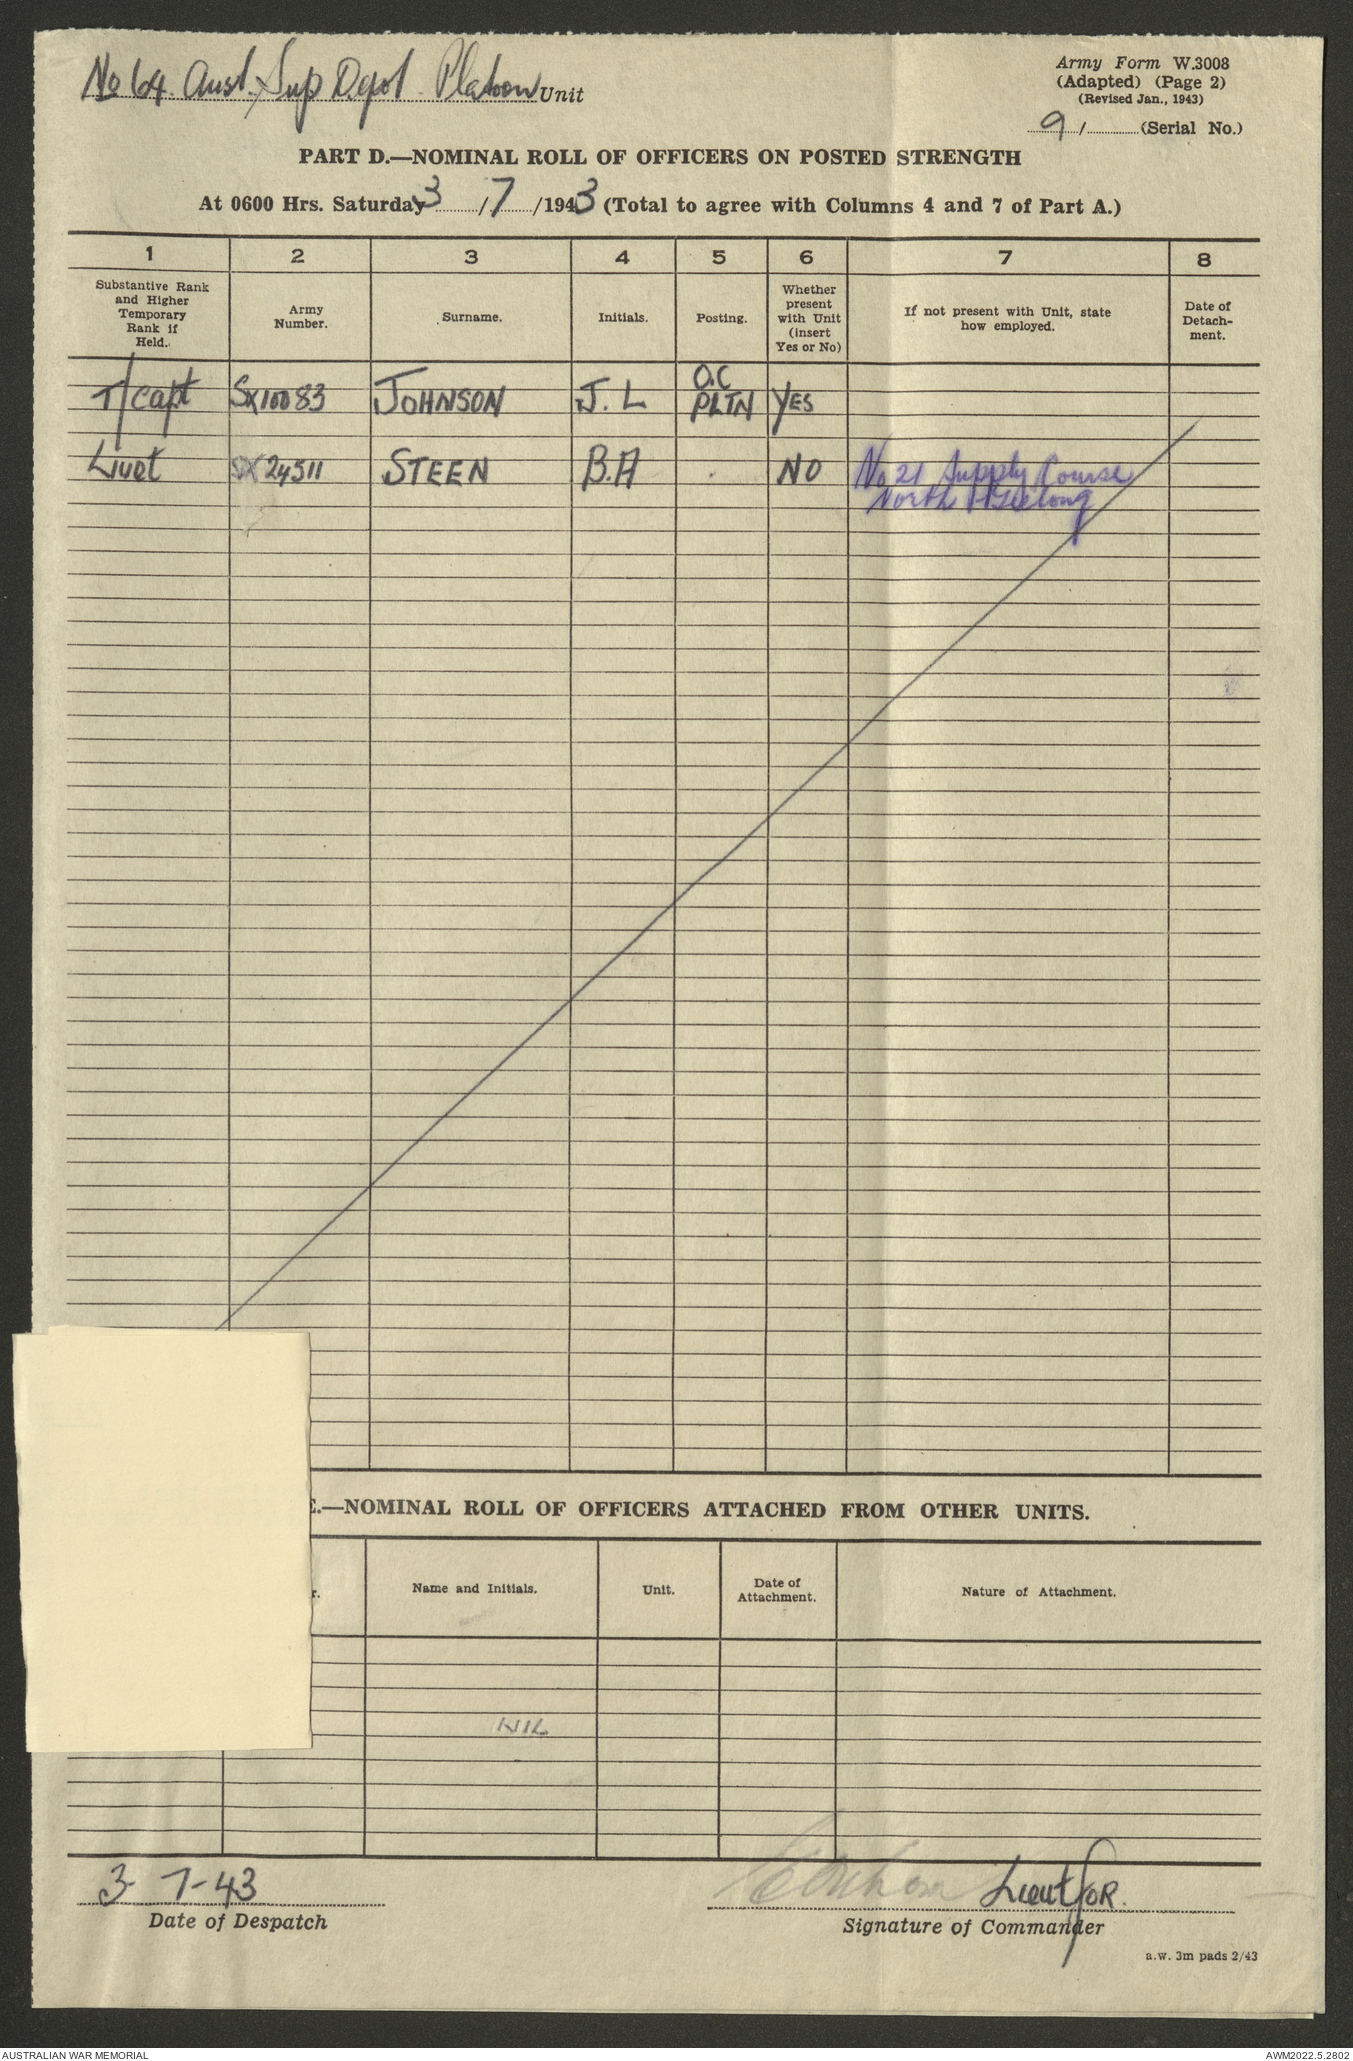 No 64. Aust. Sup Depot Platoon Unit
Army Form W.3008
(Adapted) (Page 2)
(Revised Jan., 1943)
9/ (Serial No.)
PART D.—NOMINAL ROLL OF OFFICERS ON POSTED STRENGTH
At 0600 Hrs. Saturday 3/7/1943 (Total to agree with Columns 4 and 7 of Part A.)
1 2 3 4 5 6 7 8
Substantive Rank
and Higher
Temporary
Rank if
Held.
Army
Number.
Surname.
Initials.
Posting.
Whether
present
with Unit
(insert
Yes or No)
If not present with Unit, state
how employed.
Date of
Detach-
ment.
T/Capt SX10083 JOHNSON J. L O.C PLTN YES
Lieut SX24511 STEEN B.A NO No 21 Supply Course
North Geelong
E.—NOMINAL ROLL OF OFFICERS ATTACHED FROM OTHER UNITS.
r.
Name and Initials.
Unit.
Date of
Attachment.
Nature of Attachment.
NIL
3-7-43
Lieut for.
Date of Despatch
Signature of Commander
a.w. 3m pads 2/43
AUSTRALIAN WAR MEMORIAL
AWM2022.5.2802